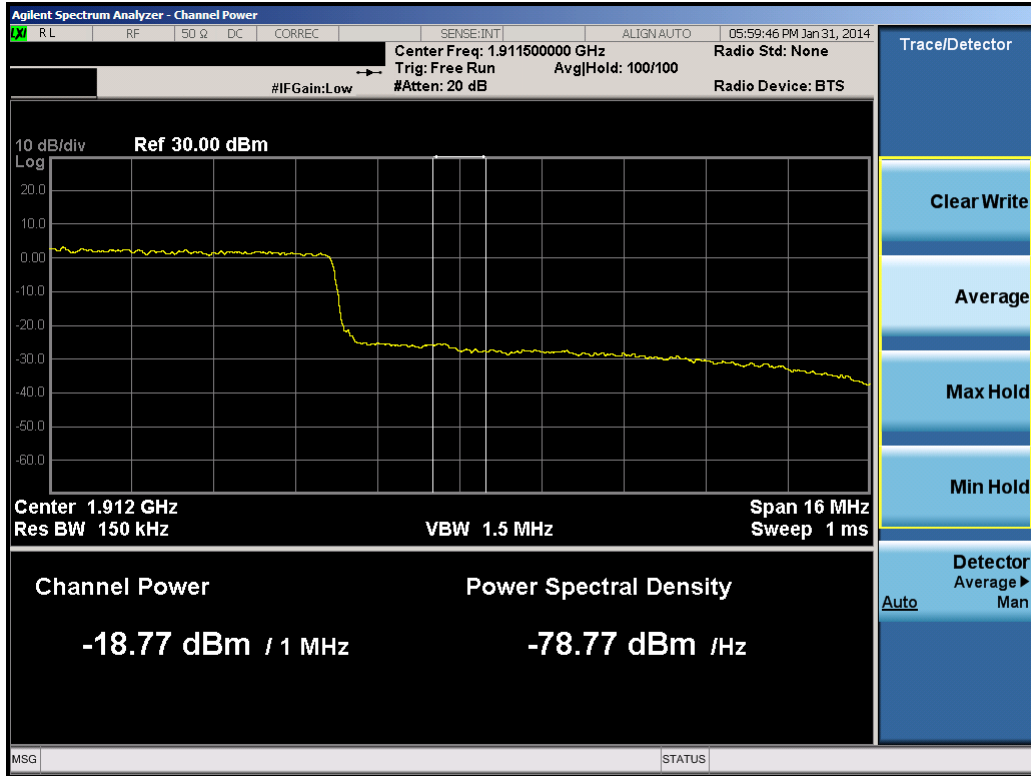 Agilent Spectrum Analyzer - Channel Power
LXI RL RF 50 Ω DC CORREC SENSE:INT ALIGN AUTO 05:59:46 PM Jan 31, 2014
Center Freq: 1.911500000 GHz Radio Std: None
Trig: Free Run Avg|Hold: 100/100
#IFGain:Low #Atten: 20 dB Radio Device: BTS
10 dB/div Ref 30.00 dBm
Log
20.0
10.0
0.00
-10.0
-20.0
-30.0
-40.0
-50.0
-60.0
Center 1.912 GHz Span 16 MHz
Res BW 150 kHz VBW 1.5 MHz Sweep 1 ms
Channel Power Power Spectral Density
-18.77 dBm / 1 MHz -78.77 dBm /Hz
MSG STATUS
Trace/Detector
Clear Write
Average
Max Hold
Min Hold
Detector
Average▶
Auto Man